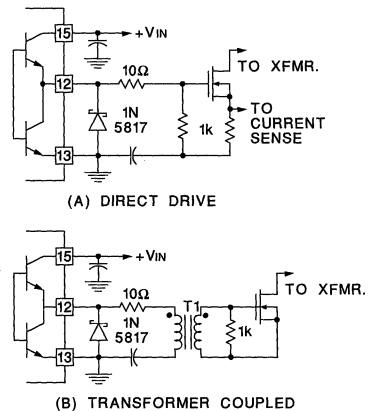 15
+VIN
TO XFMR.
12
10Ω
TO
CURRENT
SENSE
1N
5817
1k
13
(A) DIRECT DRIVE
15
+VIN
T1
TO XFMR.
12
10Ω
1N
5817
1k
13
(B) TRANSFORMER COUPLED